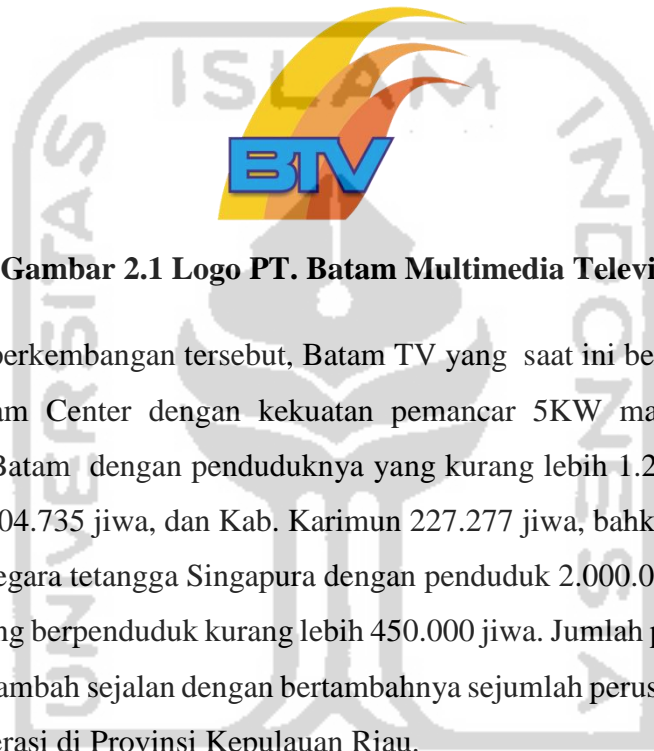 ISLAM
UNIVERSITAS
INDONESIA
BTV
Gambar 2.1 Logo PT. Batam Multimedia Televi
perkembangan tersebut, Batam TV yang saat ini be
am Center dengan kekuatan pemancar 5KW ma
Batam dengan penduduknya yang kurang lebih 1.2
04.735 jiwa, dan Kab. Karimun 227.277 jiwa, bahk
egara tetangga Singapura dengan penduduk 2.000.0
ng berpenduduk kurang lebih 450.000 jiwa. Jumlah p
ambah sejalan dengan bertambahnya sejumlah perus
erasi di Provinsi Kepulauan Riau.